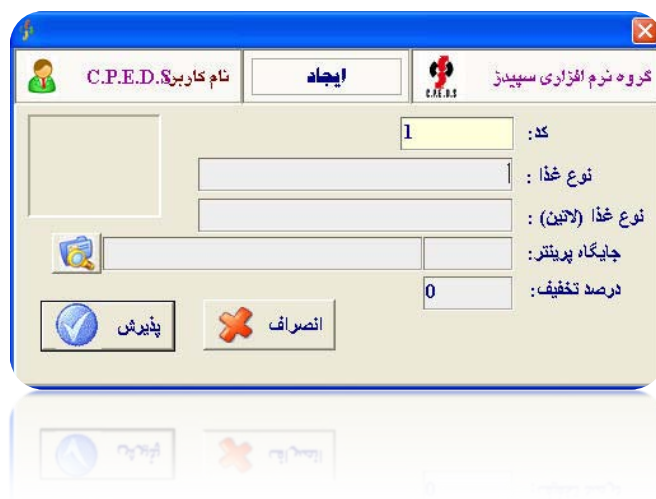 گروه نرم افزاری سپیدژ
C.P.E.D.S
ایجاد
نام کاربر: C.P.E.D.S
کد: 1
نوع غذا :
نوع غذا (لاتین) :
جایگاه پرینتر:
درصد تخفیف: 0
انصراف
پذیرش